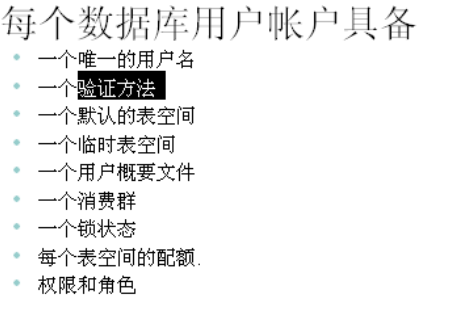 每个数据库用户帐户具备
一个唯一的用户名
一个验证方法
一个默认的表空间
一个临时表空间
一个用户概要文件
一个消费群
一个锁状态
每个表空间的配额.
权限和角色